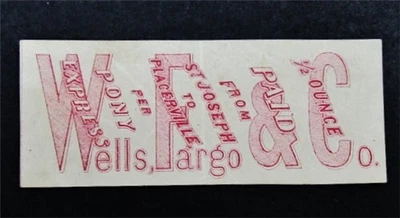 Wells, Fargo & Co.
½ OUNCE
PAID
FROM
ST JOSEPH
TO
PLACERVILLE
PER
PONY
EXPRESS